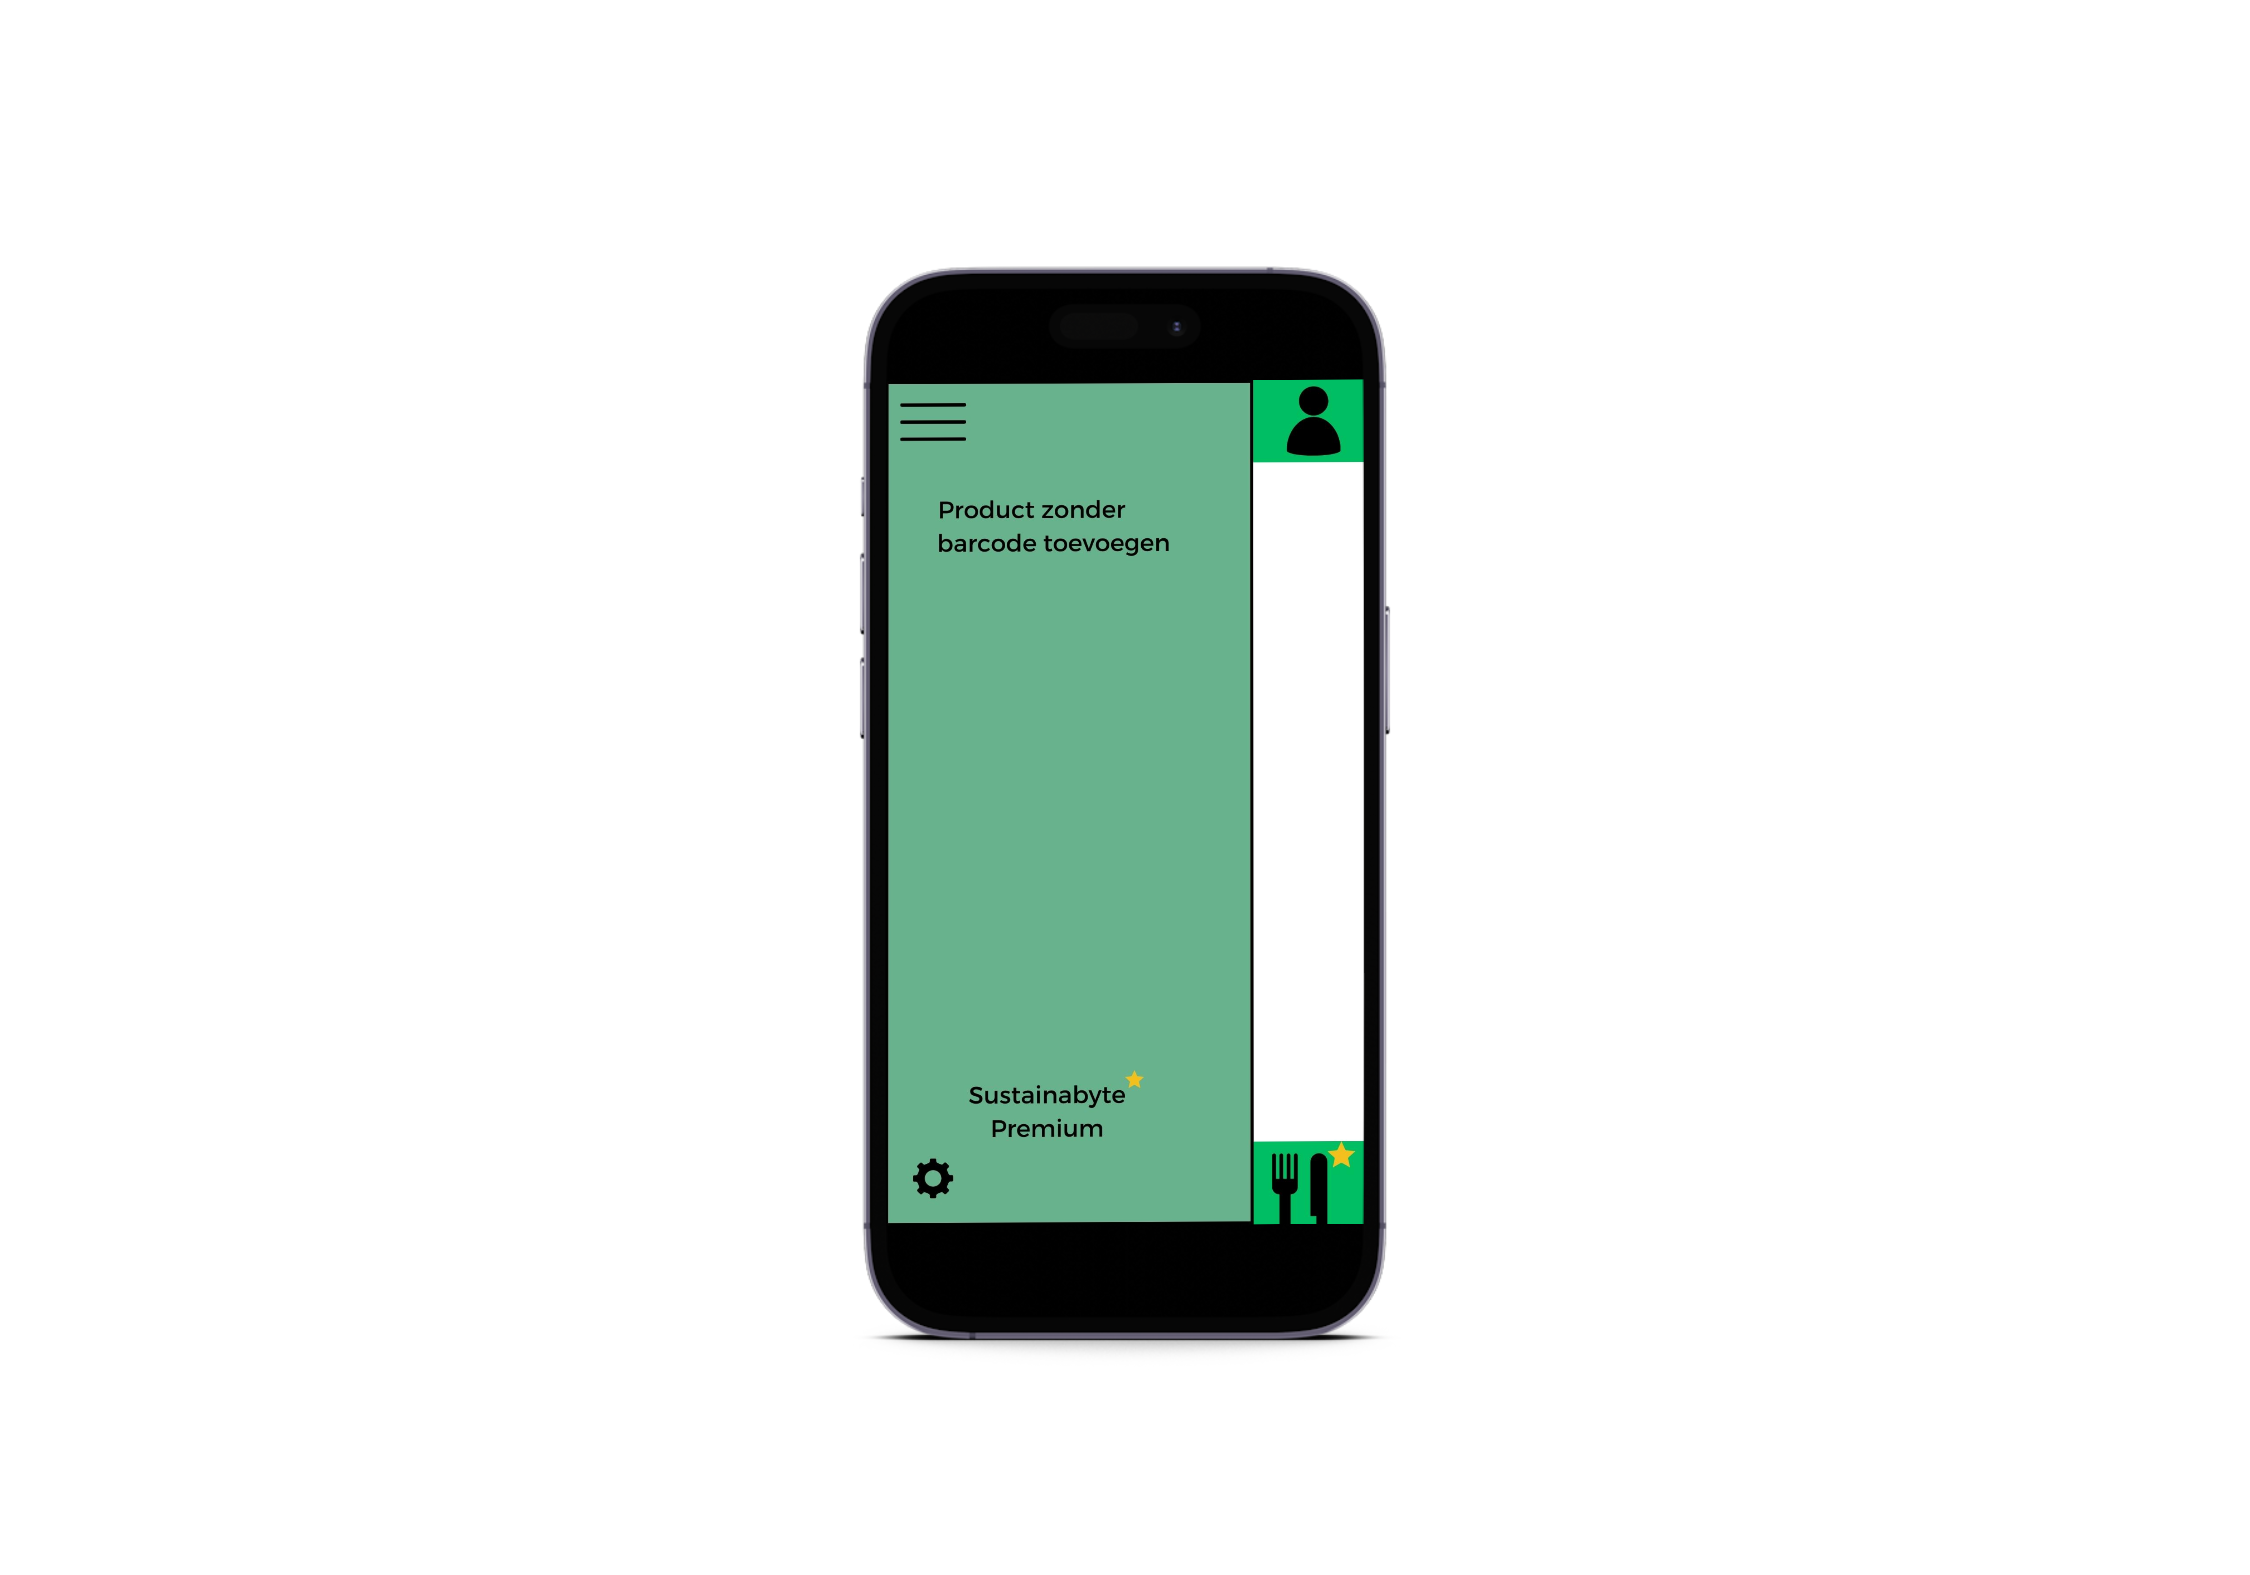 Product zonder
barcode toevoegen
Sustainabyte
Premium